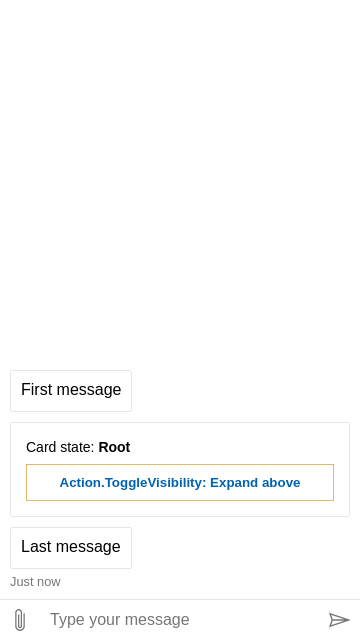 First message
Card state: Root
Action.ToggleVisibility: Expand above
Last message
Just now
Type your message